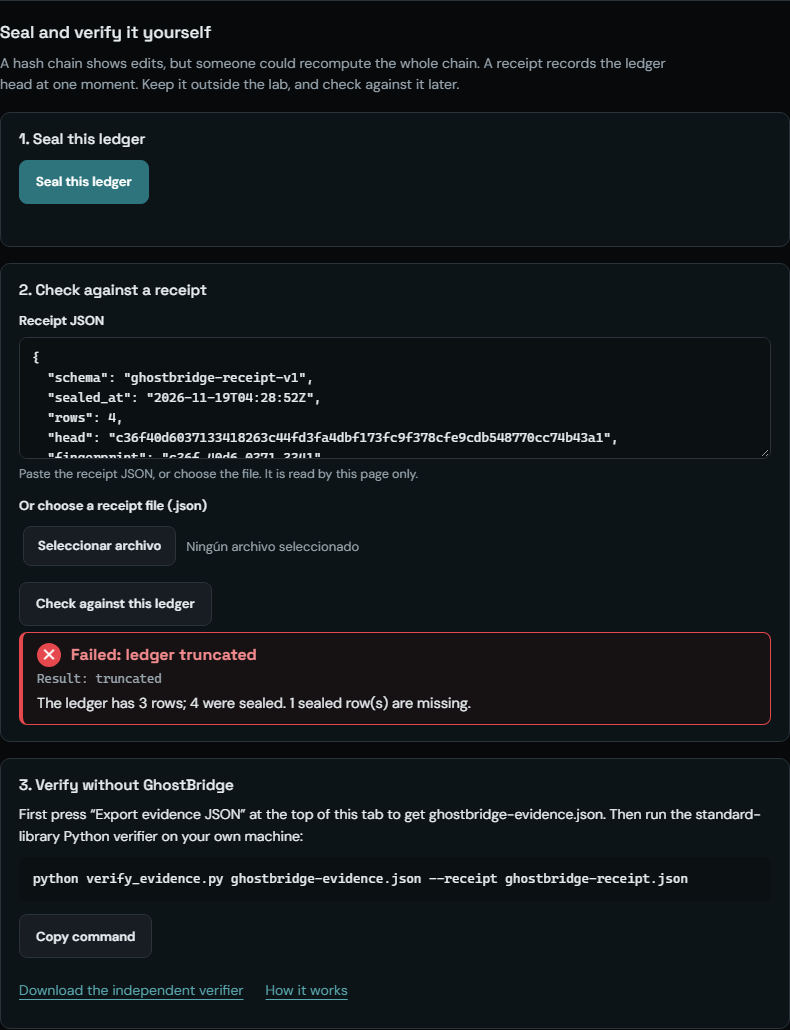 Seal and verify it yourself
A hash chain shows edits, but someone could recompute the whole chain. A receipt records the ledger
head at one moment. Keep it outside the lab, and check against it later.
1. Seal this ledger
Seal this ledger
2. Check against a receipt
Receipt JSON
{
"schema": "ghostbridge-receipt-v1",
"sealed_at": "2026-11-19T04:28:52Z",
"rows": 4,
"head": "c36f40d6037133418263c44fd3fa4dbf173fc9f378cfe9cdb548770cc74b43a1",
"fingerprint": "c36f 40d6 0371 3341"
Paste the receipt JSON, or choose the file. It is read by this page only.
Or choose a receipt file (.json)
Seleccionar archivo Ningún archivo seleccionado
Check against this ledger
Failed: ledger truncated
Result: truncated
The ledger has 3 rows; 4 were sealed. 1 sealed row(s) are missing.
3. Verify without GhostBridge
First press “Export evidence JSON” at the top of this tab to get ghostbridge-evidence.json. Then run the standard-
library Python verifier on your own machine:
python verify_evidence.py ghostbridge-evidence.json --receipt ghostbridge-receipt.json
Copy command
Download the independent verifier How it works